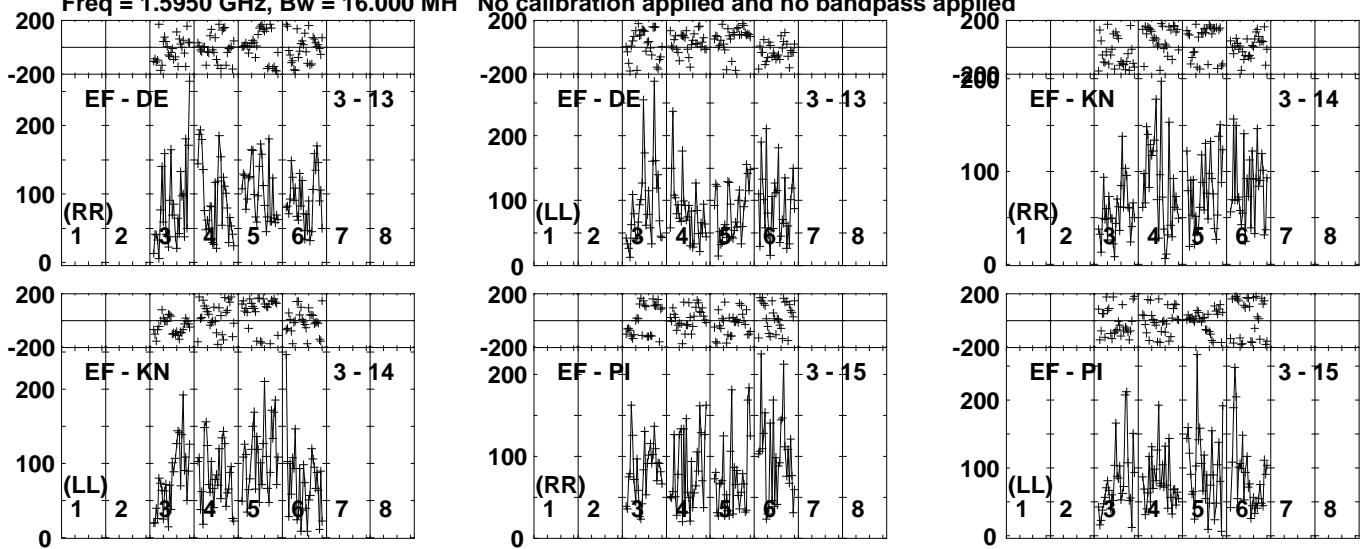 Freq = 1.5950 GHz, Bw = 16.000 MH No calibration applied and no bandpass applied
200
-200
EF - DE 3 - 13
200
100
0
(RR)
1 2 3 4 5 6 7 8
200
-200
EF - DE 3 - 13
200
100
0
(LL)
1 2 3 4 5 6 7 8
200
-200
200
EF - KN 3 - 14
100
0
(RR)
1 2 3 4 5 6 7 8
200
-200
EF - KN 3 - 14
200
100
0
(LL)
1 2 3 4 5 6 7 8
200
-200
EF - PI 3 - 15
200
100
0
(RR)
1 2 3 4 5 6 7 8
200
-200
EF - PI 3 - 15
200
100
0
(LL)
1 2 3 4 5 6 7 8